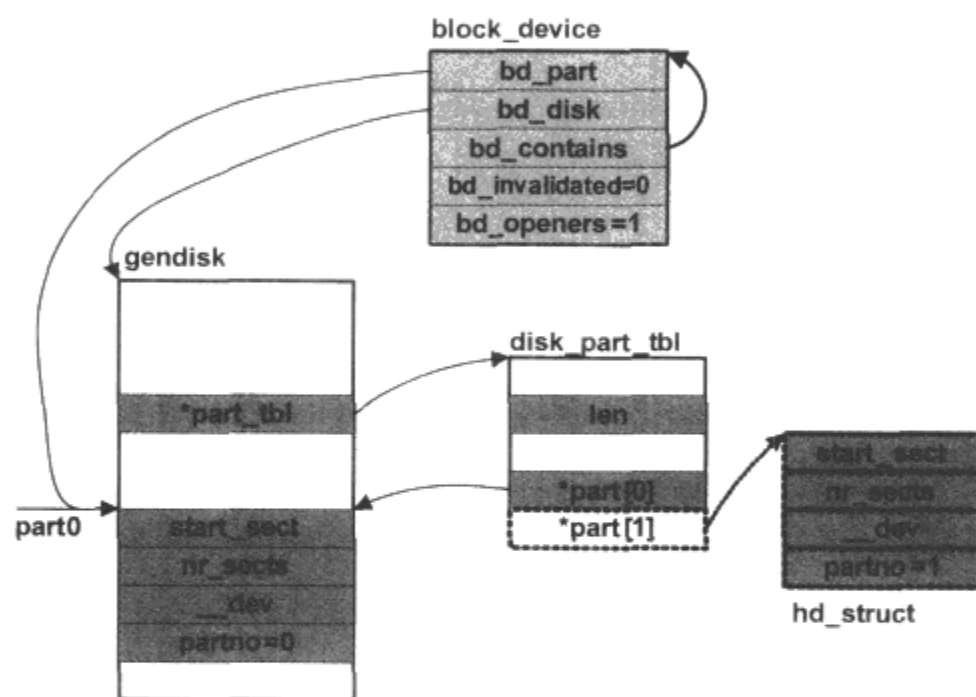 block_device
bd_part
bd_disk
bd_contains
bd_invalidated=0
bd_openers=1
gendisk
*part_tbl
part0
start_sect
nr_sects
__dev
partno=0
disk_part_tbl
len
*part[0]
*part[1]
start_sect
nr_sects
__dev
partno=1
hd_struct